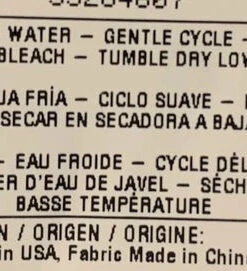 WATER – GENTLE CYCLE –
BLEACH – TUMBLE DRY LOW
UA FRÍA – CICLO SUAVE –
SECAR EN SECADORA A BAJA
– EAU FROIDE – CYCLE DÉL
ER D'EAU DE JAVEL – SÉCH
BASSE TEMPÉRATURE
N / ORIGEN / ORIGINE:
in USA, Fabric Made in Chin